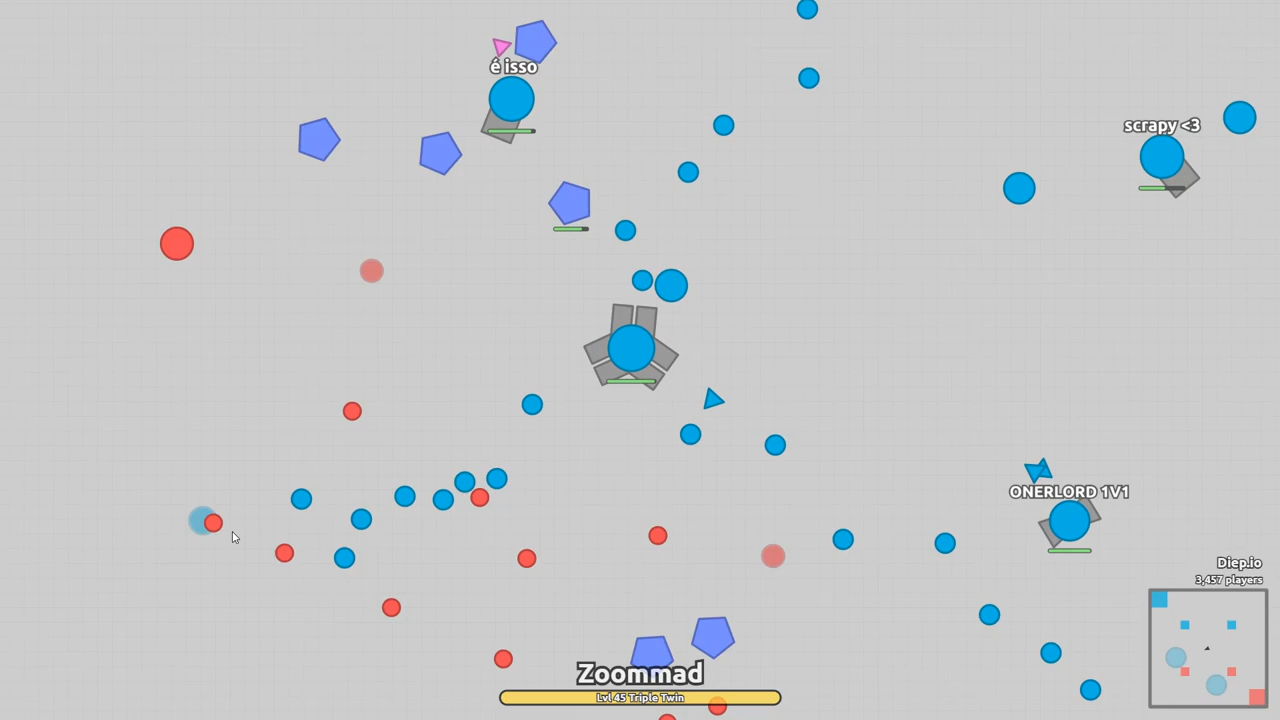 é isso
scrapy <3
ONERLORD 1V1
Diep.io
3,457 players
Zoommad
Lvl 45 Triple Twin